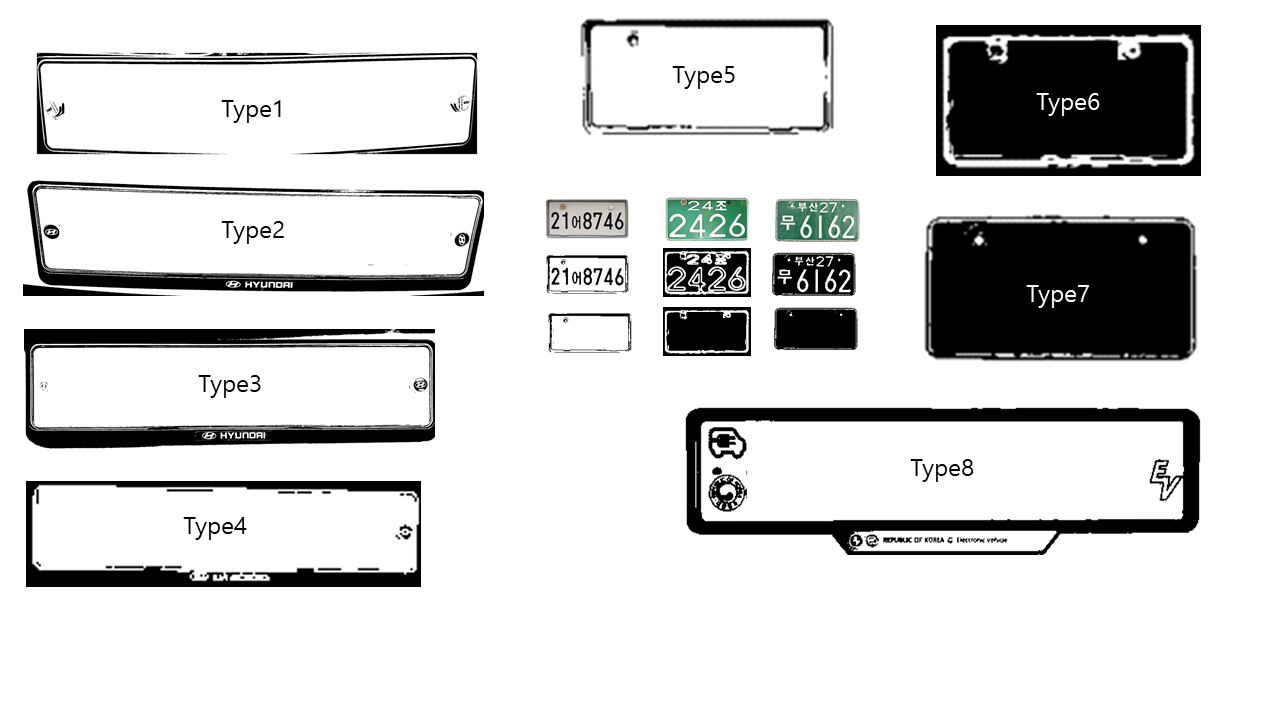 Type1
Type2
HYUNDAI
Type3
HYUNDAI
Type4
Type5
Type6
21어8746
24조
2426
부산27
무6162
21어8746
24조
2426
부산27
무6162
Type7
Type8
EV
REPUBLIC OF KOREA
Electronic Vehicle